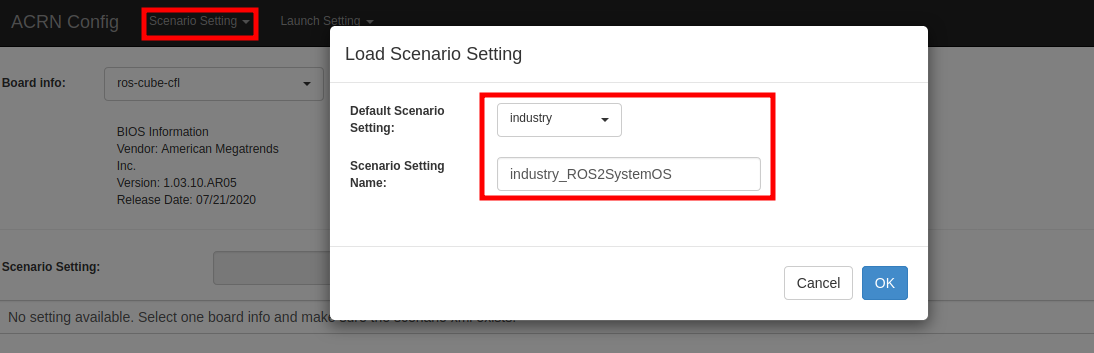 ACRN Config
Scenario Setting
Launch Setting
Load Scenario Setting
Board info:
ros-cube-cfl
BIOS Information
Vendor: American Megatrends
Inc.
Version: 1.03.10.AR05
Release Date: 07/21/2020
Default Scenario
Setting:
industry
Scenario Setting
Name:
industry_ROS2SystemOS
Cancel
OK
Scenario Setting:
No setting available. Select one board info and make